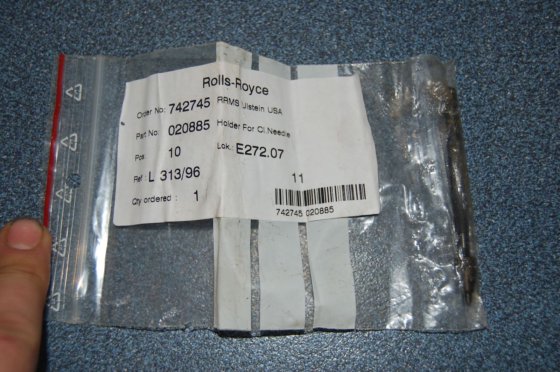 Rolls-Royce
Order No: 742745 RRMS Ulstein USA
Part No: 020885 Holder For Cl.Needle
Pos 10 Lok.: E272.07
Ref: L 313/96
11
Qty ordered : 1
742745 020885